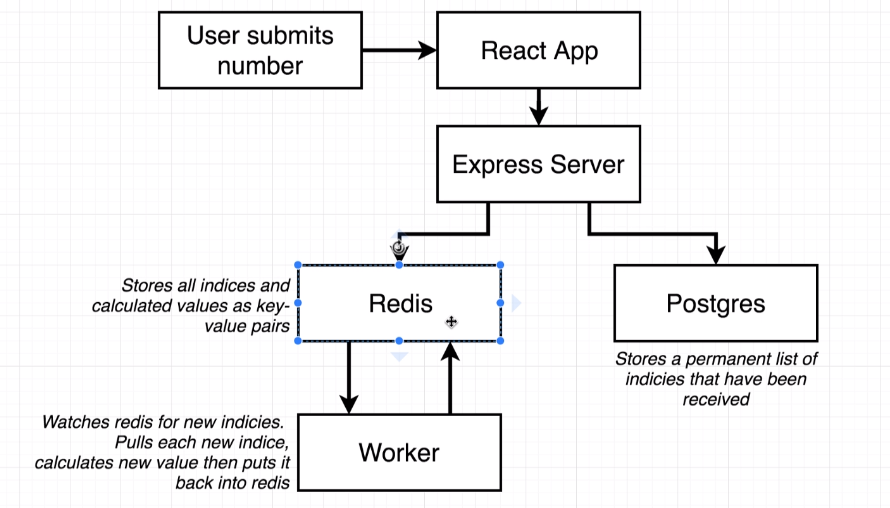 User submits
number
React App
Express Server
Stores all indices and
calculated values as key-
value pairs
Redis
Postgres
Stores a permanent list of
indicies that have been
received
Watches redis for new indicies.
Pulls each new indice,
calculates new value then puts it
back into redis
Worker